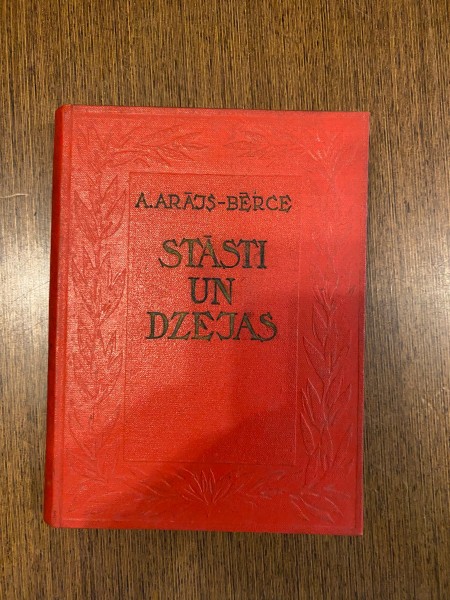 A. ARĀJS-BĒRCE
STĀSTI
UN
DZEJAS